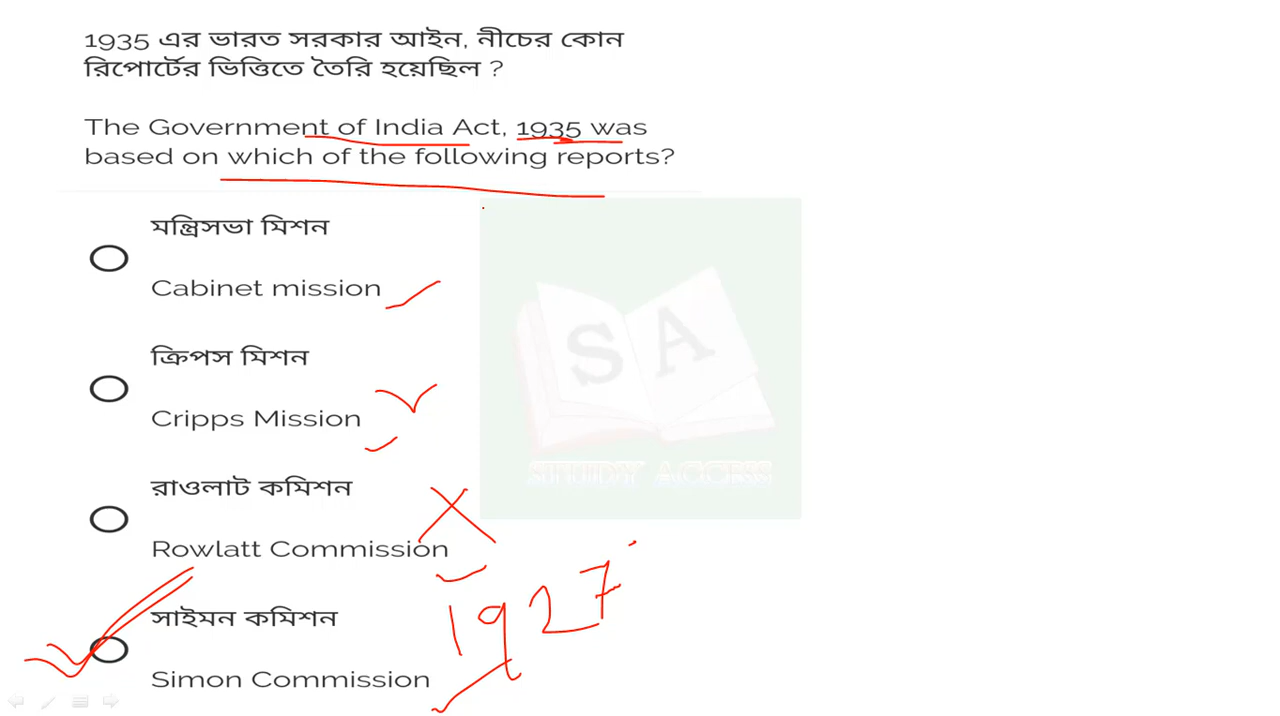 1935 এর ভারত সরকার আইন, নীচের কোন
রিপোর্টের ভিত্তিতে তৈরি হয়েছিল ?
The Government of India Act, 1935 was
based on which of the following reports?
মন্ত্রিসভা মিশন
Cabinet mission
ক্রিপস মিশন
Cripps Mission
রাওলাট কমিশন
Rowlatt Commission
সাইমন কমিশন
Simon Commission
1927
SA